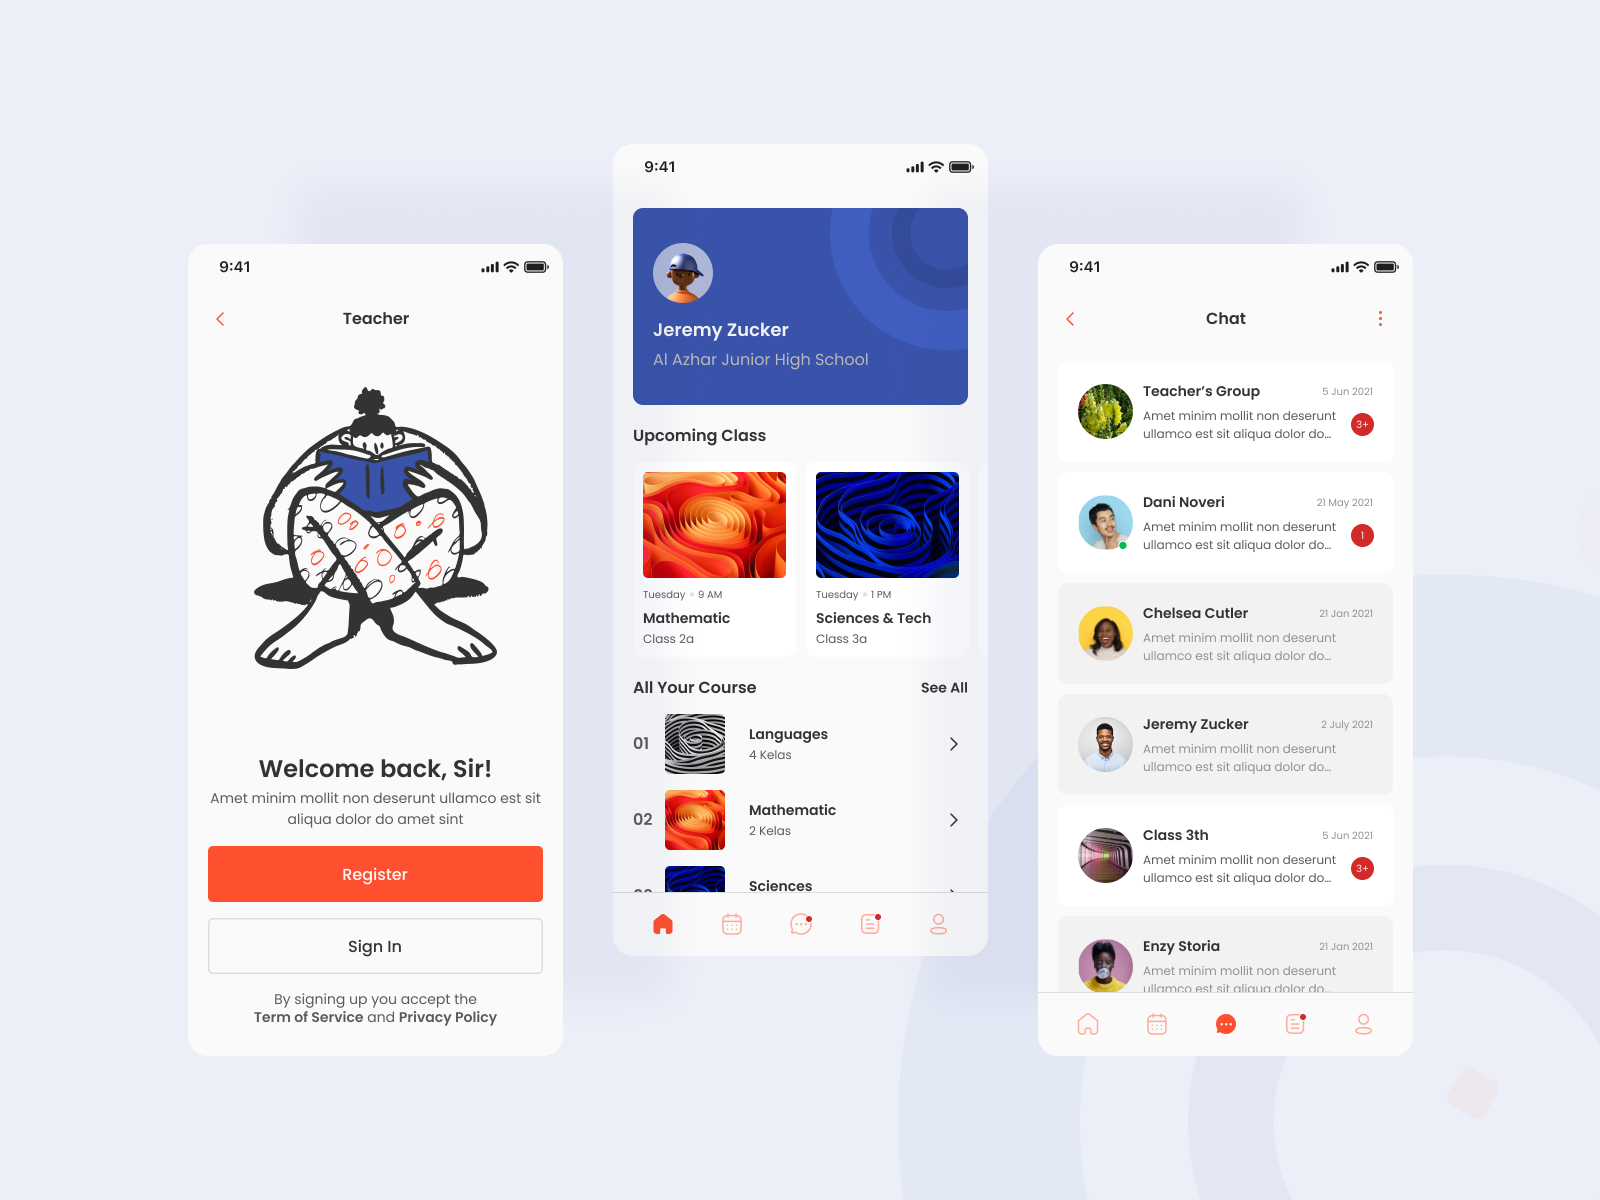 9:41
Teacher
Welcome back, Sir!
Amet minim mollit non deserunt ullamco est sit
aliqua dolor do amet sint
Register
Sign In
By signing up you accept the
Term of Service and Privacy Policy
9:41
Jeremy Zucker
Al Azhar Junior High School
Upcoming Class
Tuesday • 9 AM
Mathematic
Class 2a
Tuesday • 1 PM
Sciences & Tech
Class 3a
All Your Course
See All
01
Languages
4 Kelas
02
Mathematic
2 Kelas
Sciences
9:41
Chat
Teacher’s Group
5 Jun 2021
Amet minim mollit non deserunt
ullamco est sit aliqua dolor do...
3+
Dani Noveri
21 May 2021
Amet minim mollit non deserunt
ullamco est sit aliqua dolor do...
1
Chelsea Cutler
21 Jan 2021
Amet minim mollit non deserunt
ullamco est sit aliqua dolor do...
Jeremy Zucker
2 July 2021
Amet minim mollit non deserunt
ullamco est sit aliqua dolor do...
Class 3th
5 Jun 2021
Amet minim mollit non deserunt
ullamco est sit aliqua dolor do...
3+
Enzy Storia
21 Jan 2021
Amet minim mollit non deserunt
ullamco est sit aliqua dolor do...